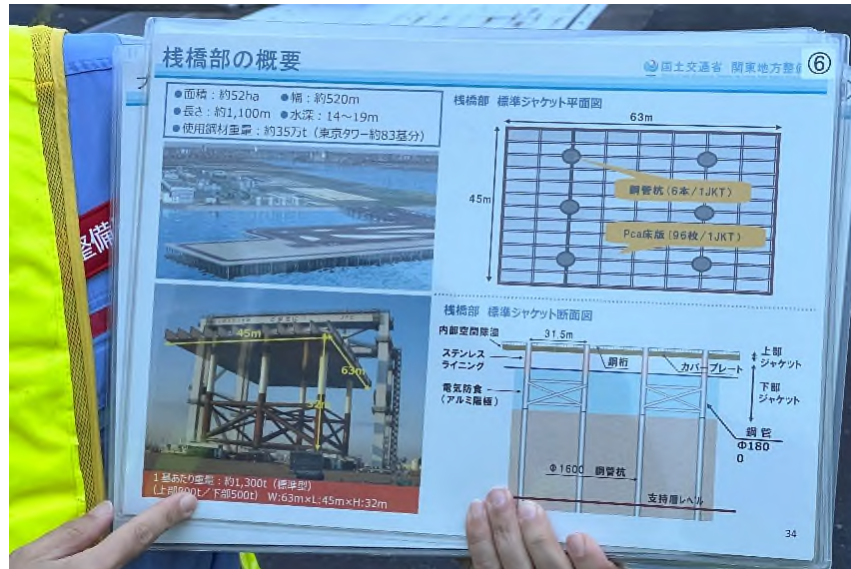 桟橋部の概要
国土交通省 関東地方整
⑥
●面積：約52ha ●幅：約520m
●長さ：約1,100m ●水深：14～19m
●使用鋼材重量：約35万t（東京タワー約83基分）
桟橋部 標準ジャケット平面図
63m
45m
鋼管杭(6本/1JKT)
Pca床版(96枚/1JKT)
整備
45m
63m
32m
1基あたり重量：約1,300t（標準型）
(上部800t／下部500t) W:63m×L:45m×H:32m
桟橋部 標準ジャケット断面図
内部空間除湿
31.5m
ステンレス
ライニング
鋼桁
カバープレート
上部
ジャケット
電気防食
(アルミ陽極)
下部
ジャケット
鋼管
Φ180
0
Φ1600 鋼管杭
支持層レベル
34